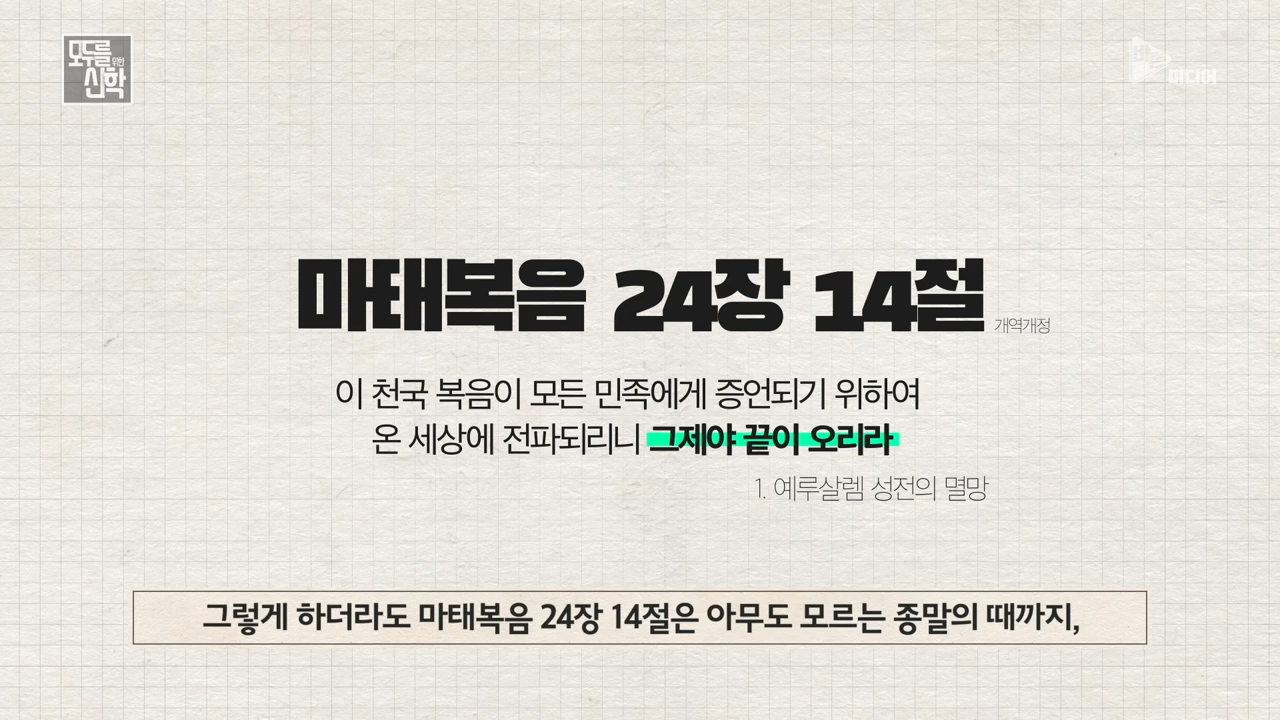 모두를
위한
신학
미디어
마태복음 24장 14절
개역개정
이 천국 복음이 모든 민족에게 증언되기 위하여
온 세상에 전파되리니 그제야 끝이 오리라
1. 예루살렘 성전의 멸망
그렇게 하더라도 마태복음 24장 14절은 아무도 모르는 종말의 때까지,